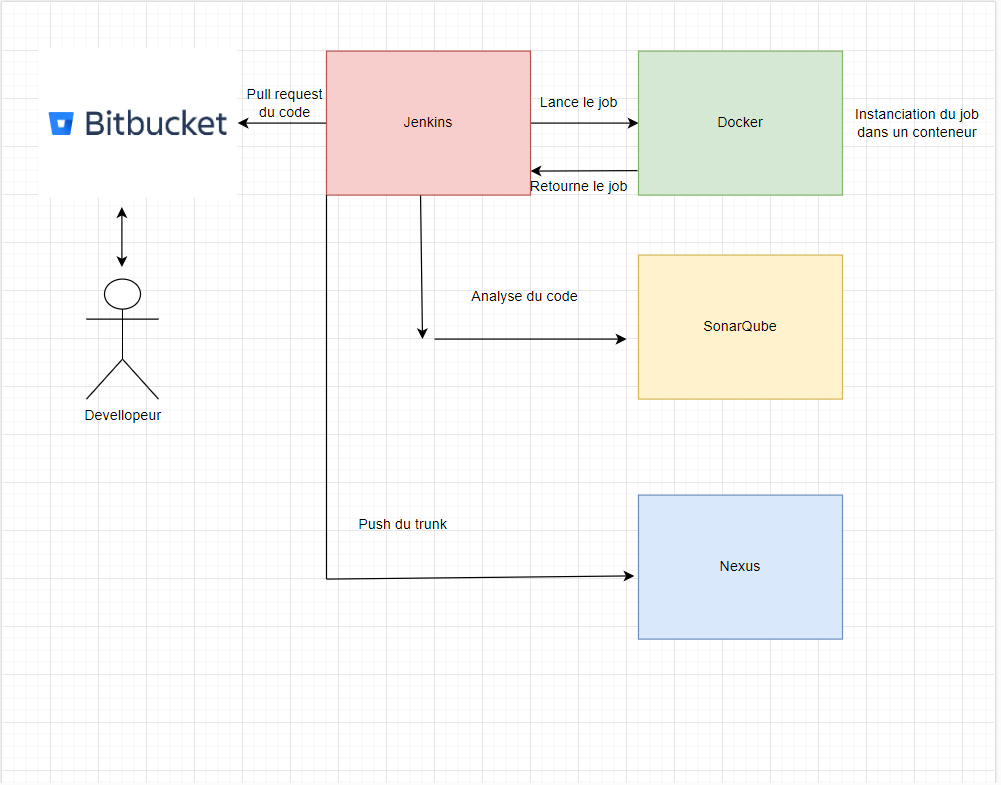 Pull request
du code
Bitbucket
Jenkins
Lance le job
Docker
Instanciation du job
dans un conteneur
Retourne le job
Analyse du code
SonarQube
Devellopeur
Push du trunk
Nexus